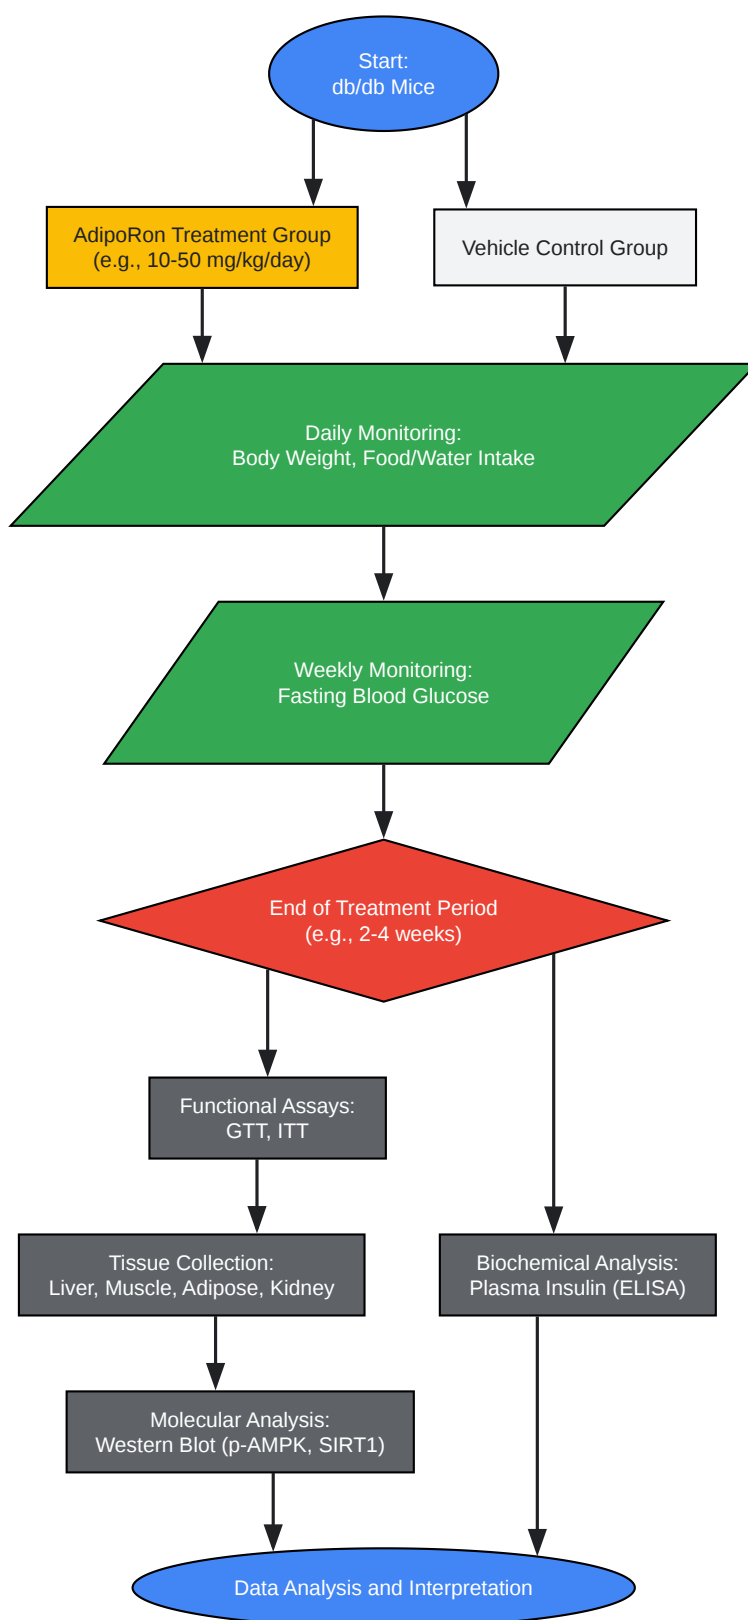 Start:
db/db Mice
AdipoRon Treatment Group
(e.g., 10-50 mg/kg/day)
Vehicle Control Group
Daily Monitoring:
Body Weight, Food/Water Intake
Weekly Monitoring:
Fasting Blood Glucose
End of Treatment Period
(e.g., 2-4 weeks)
Functional Assays:
GTT, ITT
Tissue Collection:
Liver, Muscle, Adipose, Kidney
Biochemical Analysis:
Plasma Insulin (ELISA)
Molecular Analysis:
Western Blot (p-AMPK, SIRT1)
Data Analysis and Interpretation